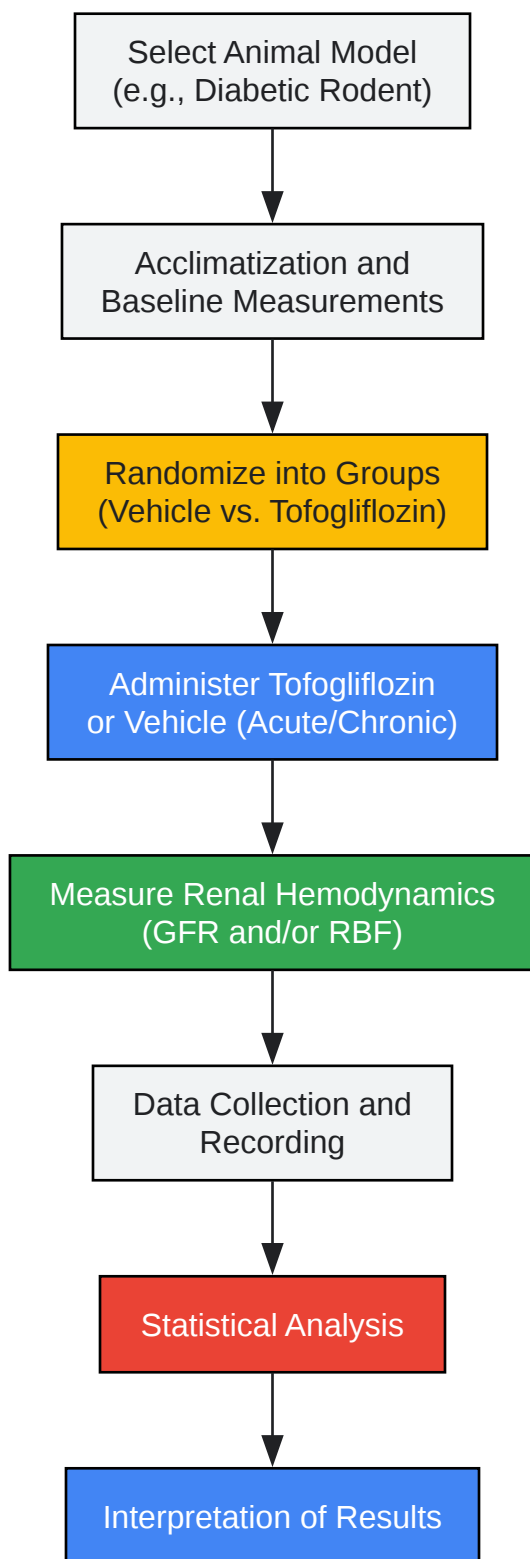 Select Animal Model
(e.g., Diabetic Rodent)
Acclimatization and
Baseline Measurements
Randomize into Groups
(Vehicle vs. Tofogliflozin)
Administer Tofogliflozin
or Vehicle (Acute/Chronic)
Measure Renal Hemodynamics
(GFR and/or RBF)
Data Collection and
Recording
Statistical Analysis
Interpretation of Results